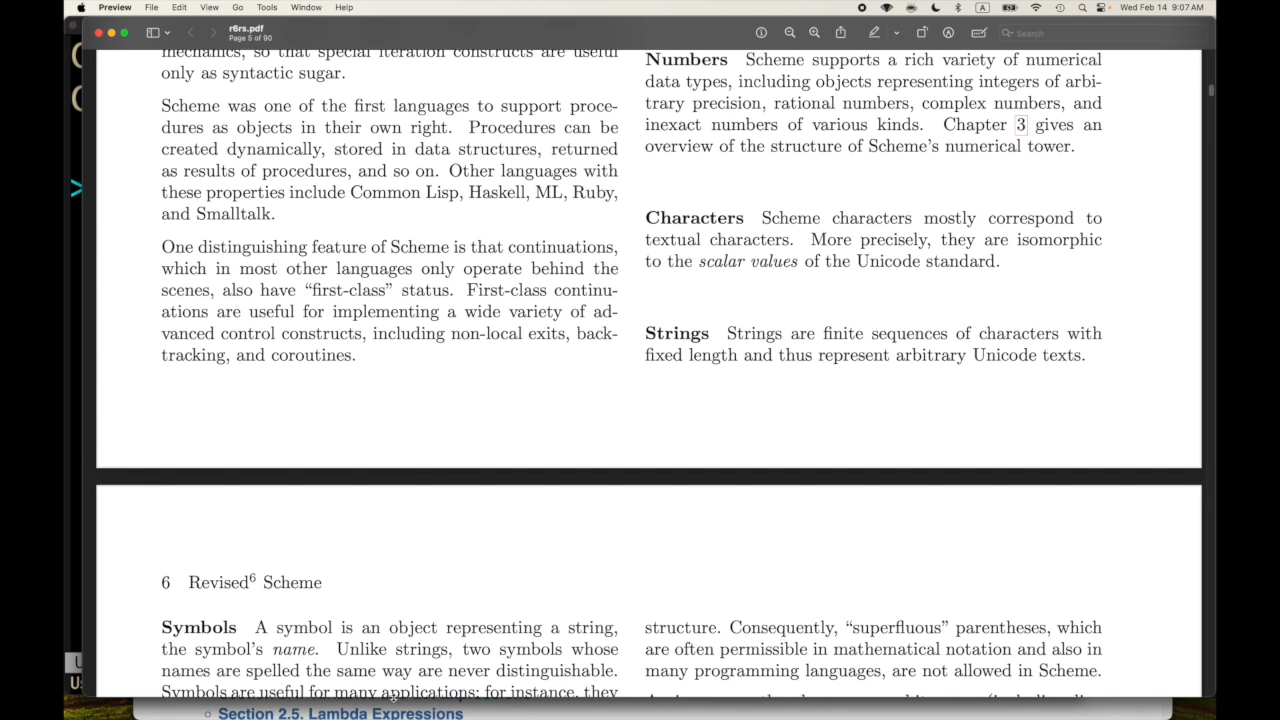 Preview File Edit View Go Tools Window Help
A
Wed Feb 14 9:07 AM
r6rs.pdf
Page 5 of 90
Search
mechanics, so that special iteration constructs are useful
only as syntactic sugar.
Scheme was one of the first languages to support proce-
dures as objects in their own right. Procedures can be
created dynamically, stored in data structures, returned
as results of procedures, and so on. Other languages with
these properties include Common Lisp, Haskell, ML, Ruby,
and Smalltalk.
One distinguishing feature of Scheme is that continuations,
which in most other languages only operate behind the
scenes, also have “first-class” status. First-class continu-
ations are useful for implementing a wide variety of ad-
vanced control constructs, including non-local exits, back-
tracking, and coroutines.
Numbers Scheme supports a rich variety of numerical
data types, including objects representing integers of arbi-
trary precision, rational numbers, complex numbers, and
inexact numbers of various kinds. Chapter 3 gives an
overview of the structure of Scheme’s numerical tower.
Characters Scheme characters mostly correspond to
textual characters. More precisely, they are isomorphic
to the scalar values of the Unicode standard.
Strings Strings are finite sequences of characters with
fixed length and thus represent arbitrary Unicode texts.
6 Revised⁶ Scheme
Symbols A symbol is an object representing a string,
the symbol’s name. Unlike strings, two symbols whose
names are spelled the same way are never distinguishable.
Symbols are useful for many applications; for instance, they
structure. Consequently, “superfluous” parentheses, which
are often permissible in mathematical notation and also in
many programming languages, are not allowed in Scheme.
Section 2.5. Lambda Expressions